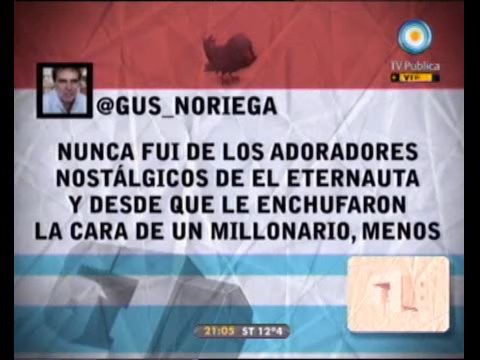 TV Pública
@GUS_NORIEGA
NUNCA FUI DE LOS ADORADORES
NOSTÁLGICOS DE EL ETERNAUTA
Y DESDE QUE LE ENCHUFARON
LA CARA DE UN MILLONARIO, MENOS
21:05 ST 12°4